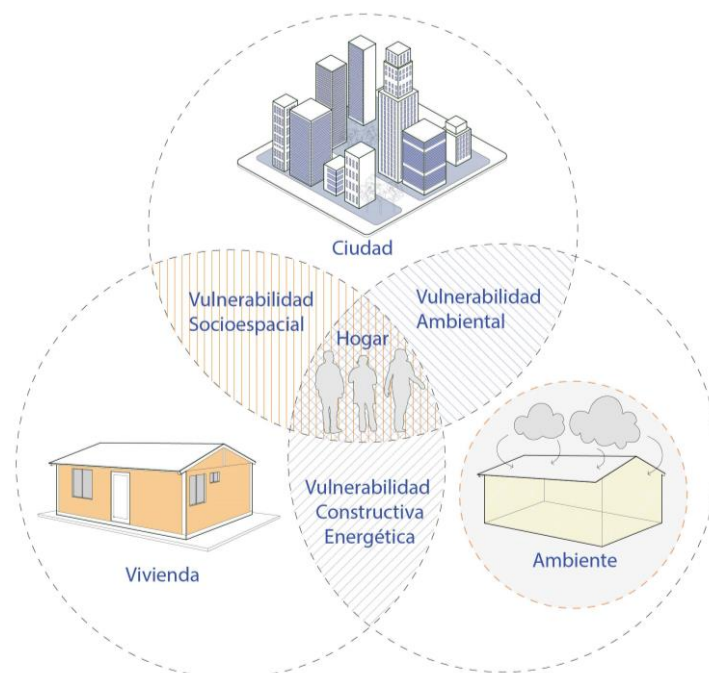 Ciudad
Vulnerabilidad
Socioespacial
Vulnerabilidad
Ambiental
Hogar
Vulnerabilidad
Constructiva
Energética
Vivienda
Ambiente